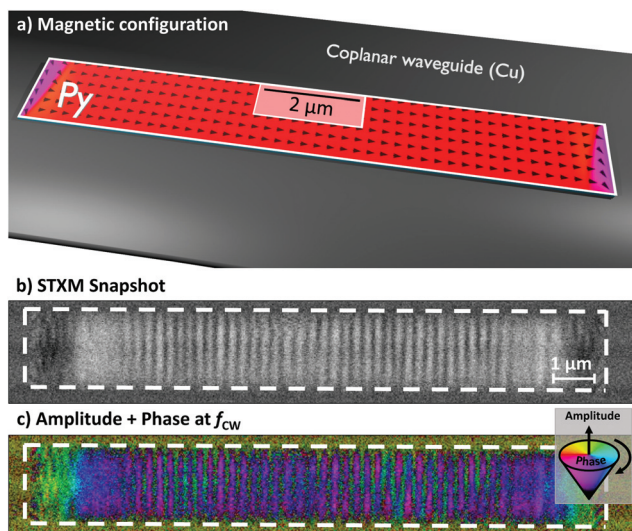 a) Magnetic configuration
Coplanar waveguide (Cu)
Py
2 µm
b) STXM Snapshot
1 µm
c) Amplitude + Phase at fCW
Amplitude
Phase